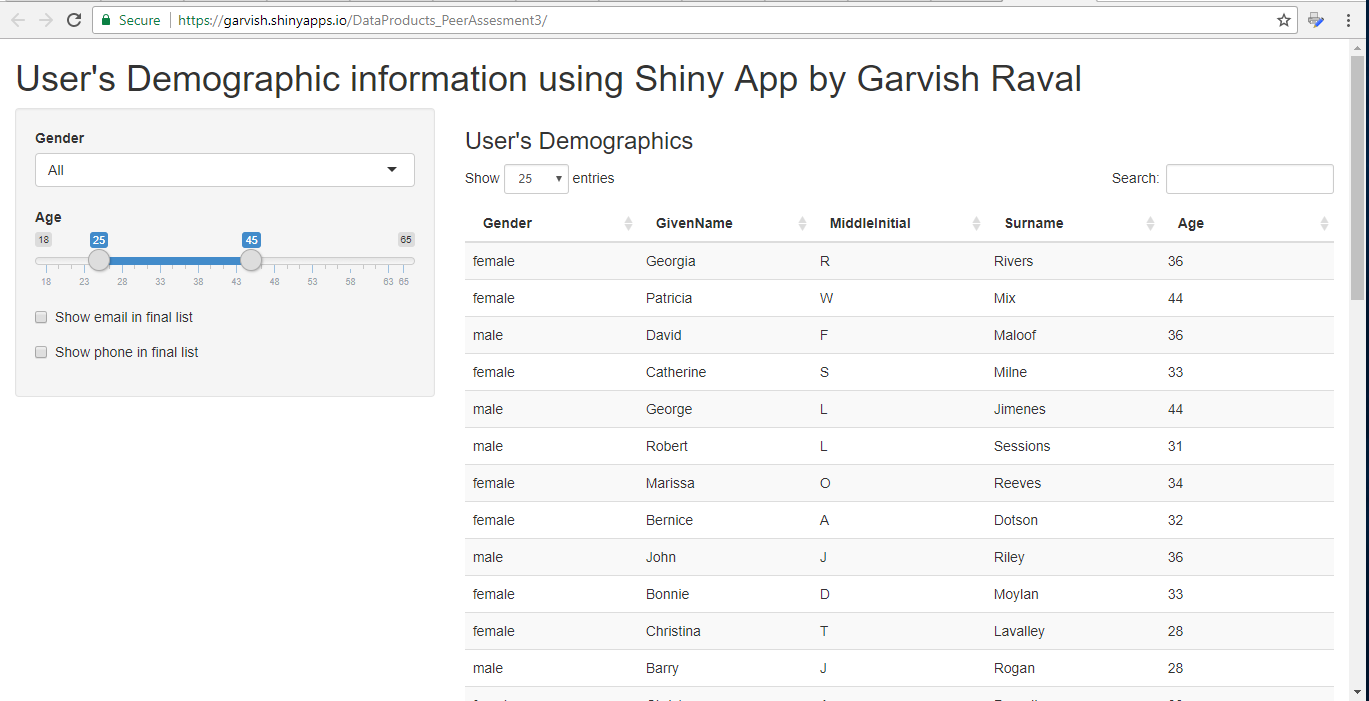 Secure https://garvish.shinyapps.io/DataProducts_PeerAssesment3/
User's Demographic information using Shiny App by Garvish Raval
Gender
All
Age
18 25 45 65
18 23 28 33 38 43 48 53 58 63 65
Show email in final list
Show phone in final list
User's Demographics
Show 25 entries
Search:
Gender GivenName MiddleInitial Surname Age
female Georgia R Rivers 36
female Patricia W Mix 44
male David F Maloof 36
female Catherine S Milne 33
male George L Jimenes 44
male Robert L Sessions 31
female Marissa O Reeves 34
female Bernice A Dotson 32
male John J Riley 36
female Bonnie D Moylan 33
female Christina T Lavalley 28
male Barry J Rogan 28